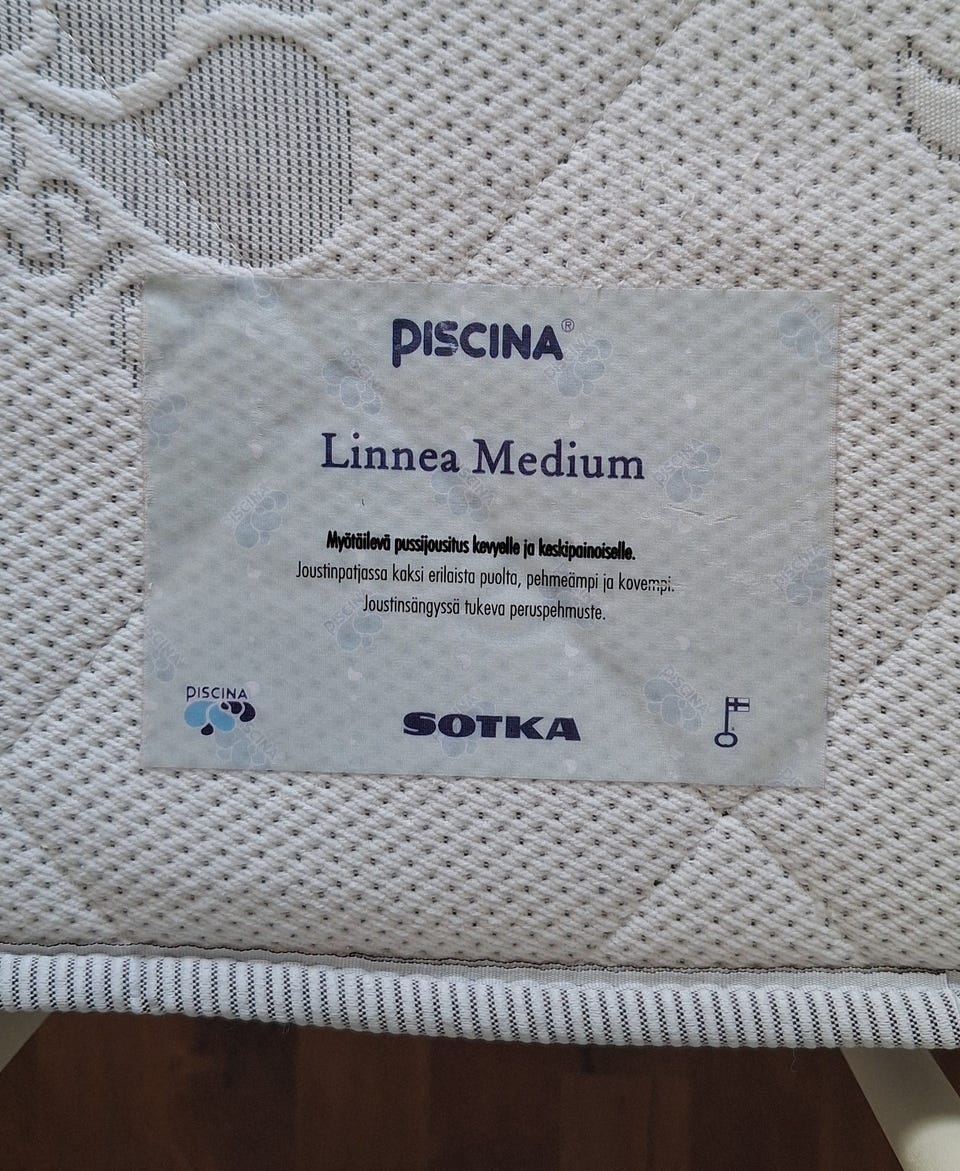 PISCINA®
Linnea Medium
Myötäilevä pussijousitus kevyelle ja keskipainoiselle.
Joustinpatjassa kaksi erilaista puolta, pehmeämpi ja kovempi.
Joustinsängyssä tukeva peruspehmuste.
PISCINA
SOTKA